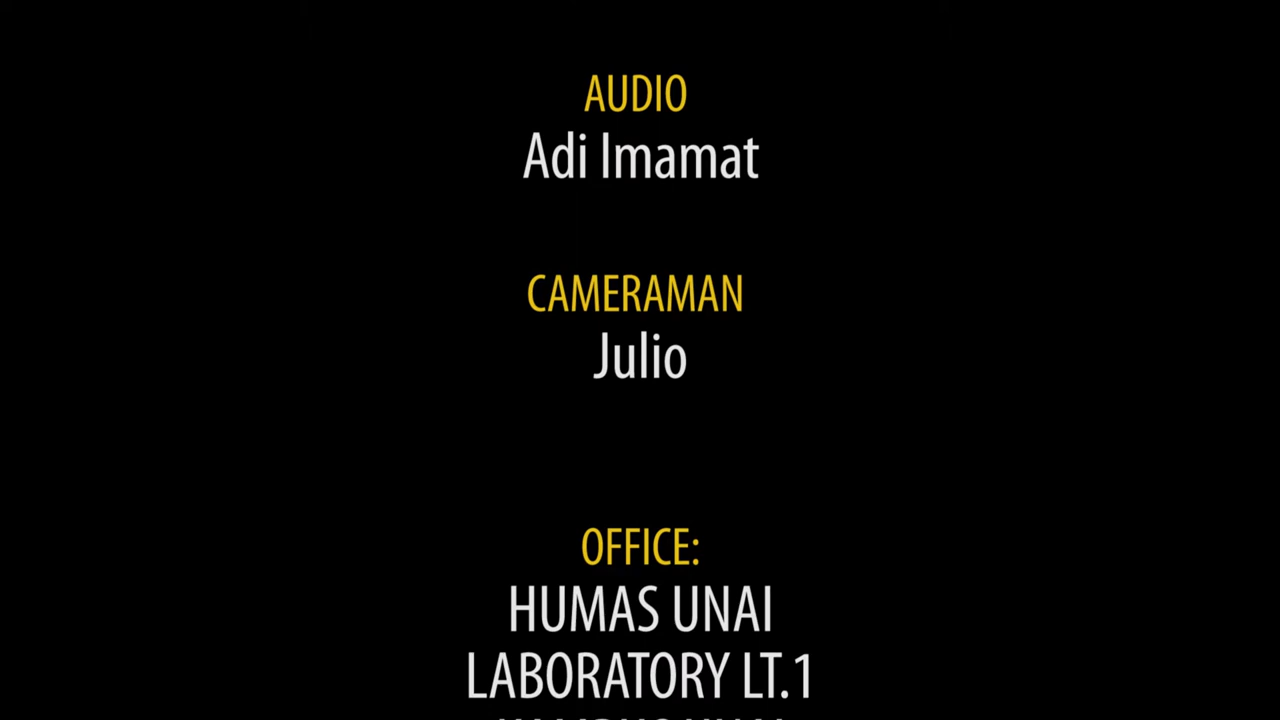 AUDIO
Adi Imamat
CAMERAMAN
Julio
OFFICE:
HUMAS UNAI
LABORATORY LT.1